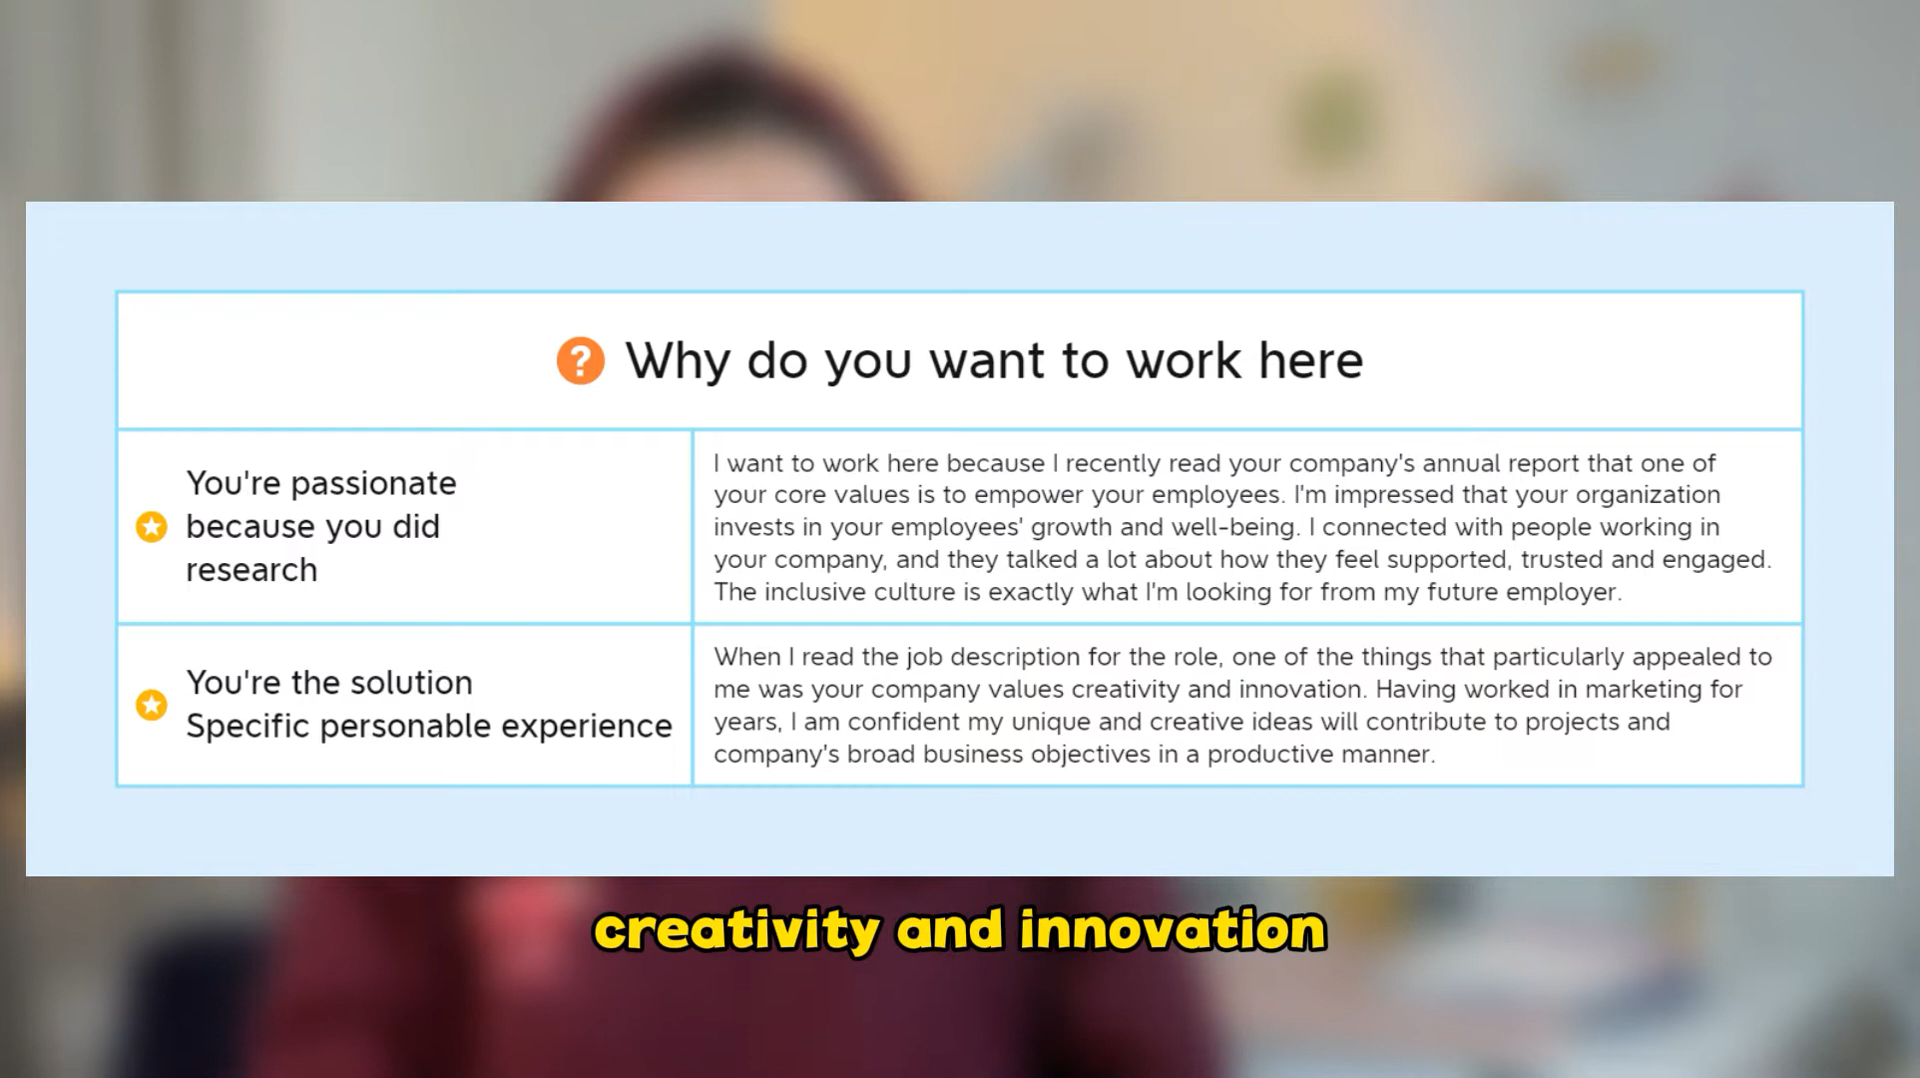 Why do you want to work here
You're passionate
because you did
research
I want to work here because I recently read your company's annual report that one of
your core values is to empower your employees. I'm impressed that your organization
invests in your employees' growth and well-being. I connected with people working in
your company, and they talked a lot about how they feel supported, trusted and engaged.
The inclusive culture is exactly what I'm looking for from my future employer.
You're the solution
Specific personable experience
When I read the job description for the role, one of the things that particularly appealed to
me was your company values creativity and innovation. Having worked in marketing for
years, I am confident my unique and creative ideas will contribute to projects and
company's broad business objectives in a productive manner.
creativity and innovation